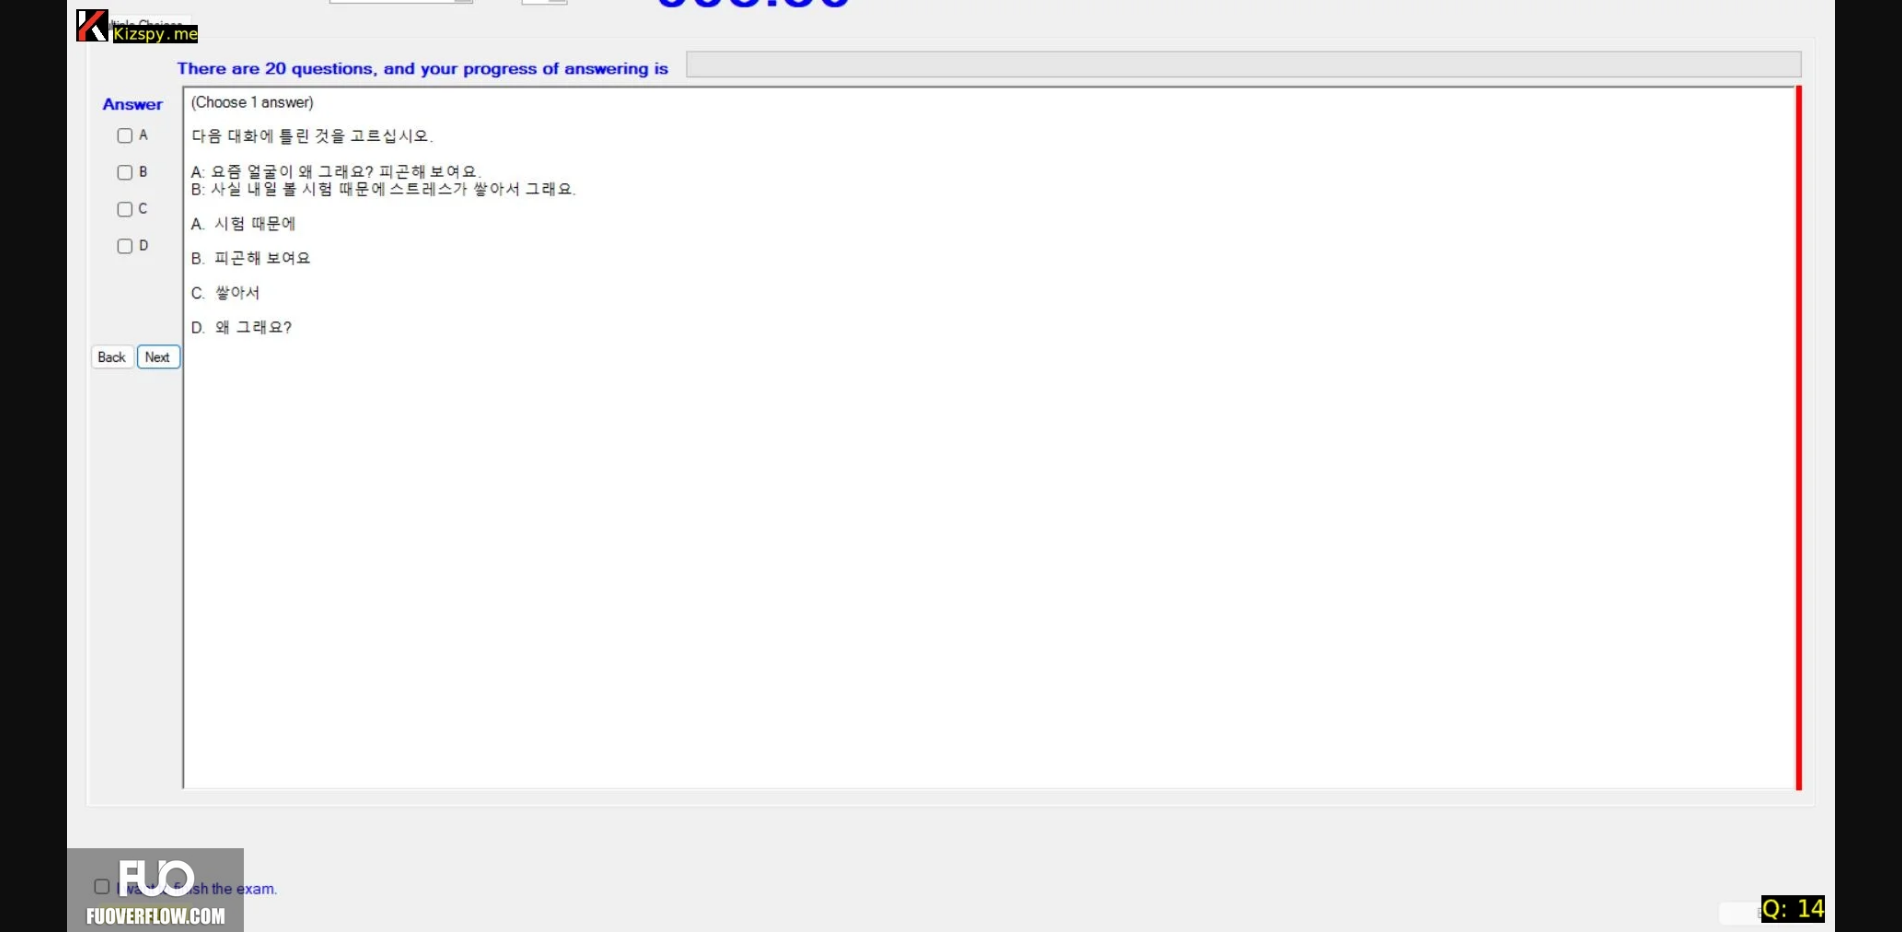 Kizspy.me
There are 20 questions, and your progress of answering is
Answer
(Choose 1 answer)
A
다음 대화에 틀린 것을 고르십시오.
B
A: 요즘 얼굴이 왜 그래요? 피곤해 보여요.
B: 사실 내일 볼 시험 때문에 스트레스가 쌓아서 그래요.
C
A. 시험 때문에
D
B. 피곤해 보여요
C. 쌓아서
D. 왜 그래요?
Back Next
FUO
finish the exam.
FUOVERFLOW.COM
Q: 14